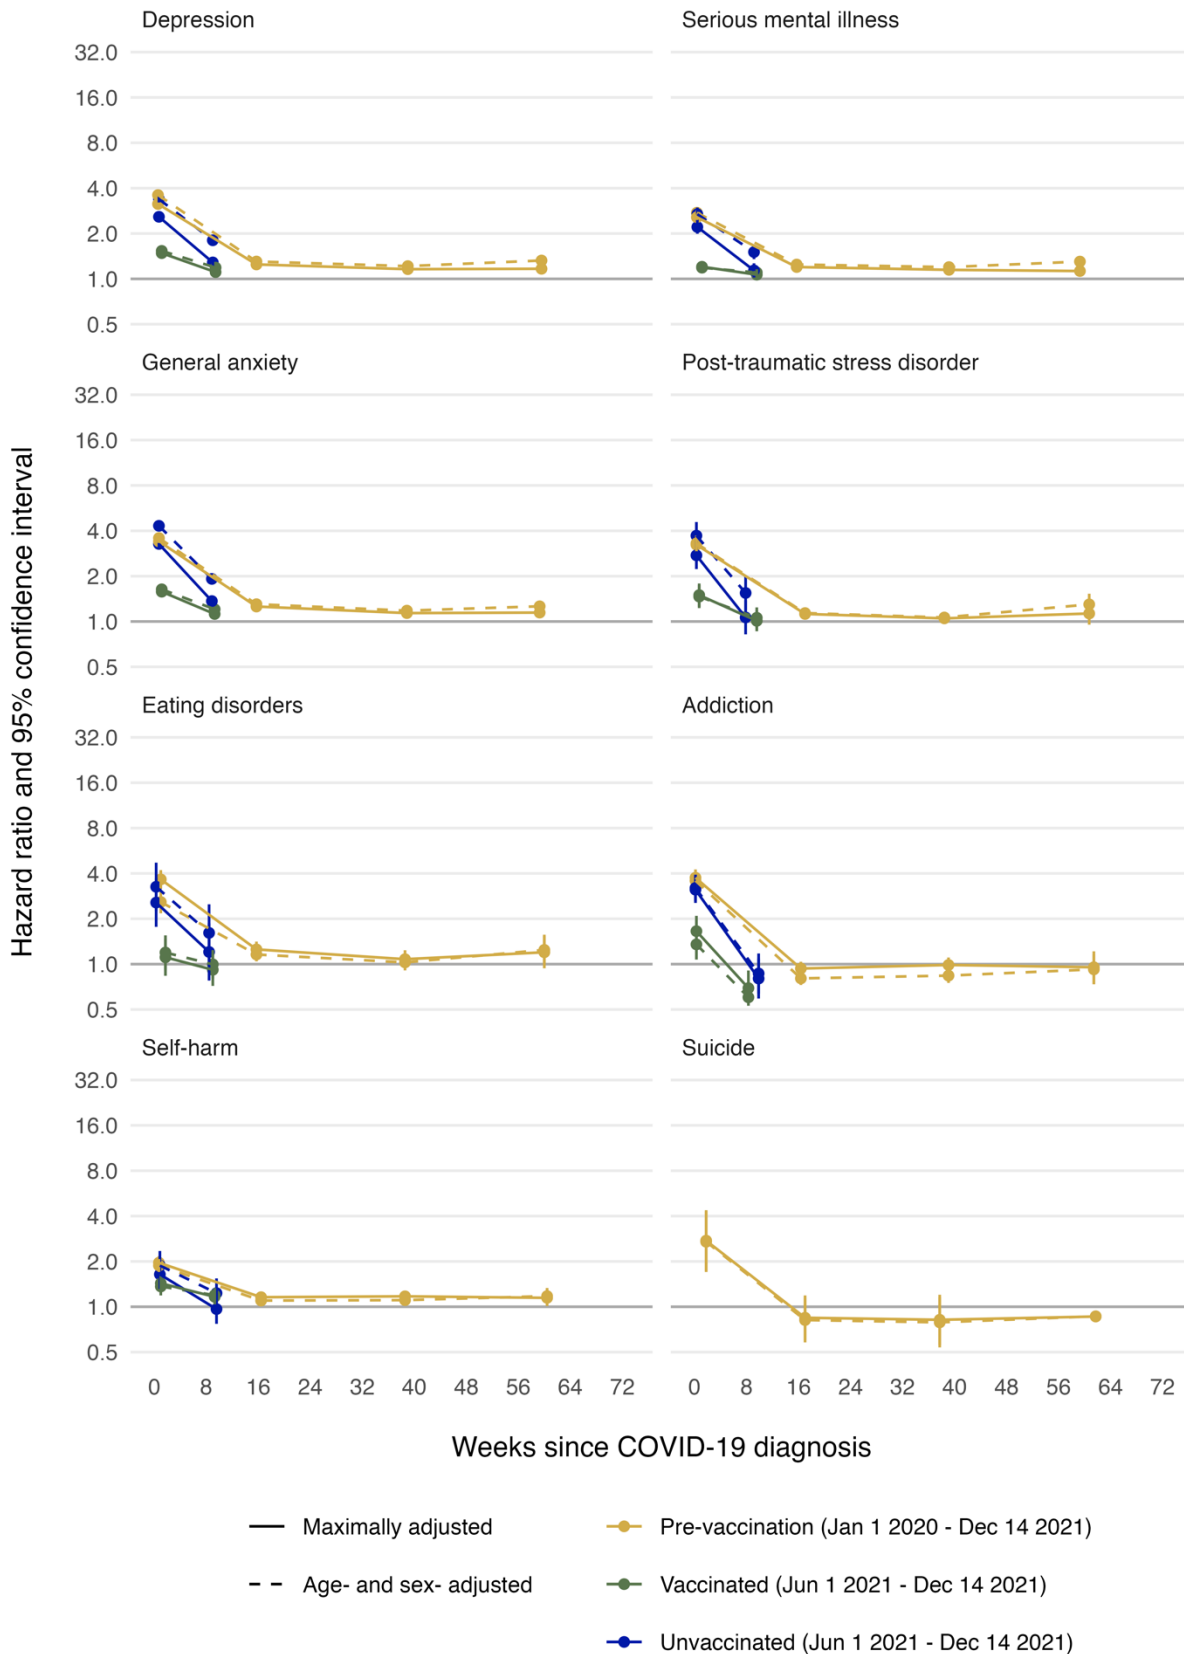 Depression
Serious mental illness
32.0
16.0
8.0
4.0
2.0
1.0
0.5
General anxiety
Post-traumatic stress disorder
32.0
16.0
8.0
4.0
2.0
1.0
0.5
Hazard ratio and 95% confidence interval
Eating disorders
Addiction
32.0
16.0
8.0
4.0
2.0
1.0
0.5
Self-harm
Suicide
32.0
16.0
8.0
4.0
2.0
1.0
0.5
0 8 16 24 32 40 48 56 64 72
0 8 16 24 32 40 48 56 64 72
Weeks since COVID-19 diagnosis
Maximally adjusted
Age- and sex- adjusted
Pre-vaccination (Jan 1 2020 - Dec 14 2021)
Vaccinated (Jun 1 2021 - Dec 14 2021)
Unvaccinated (Jun 1 2021 - Dec 14 2021)